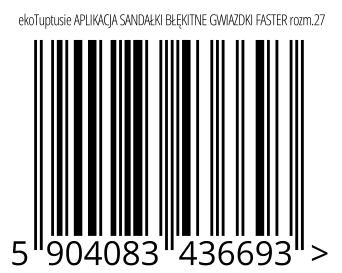 ekoTuptusie APLIKACJA SANDAŁKI BŁĘKITNE GWIAZDKI FASTER rozm.27
5 904083 436693 >